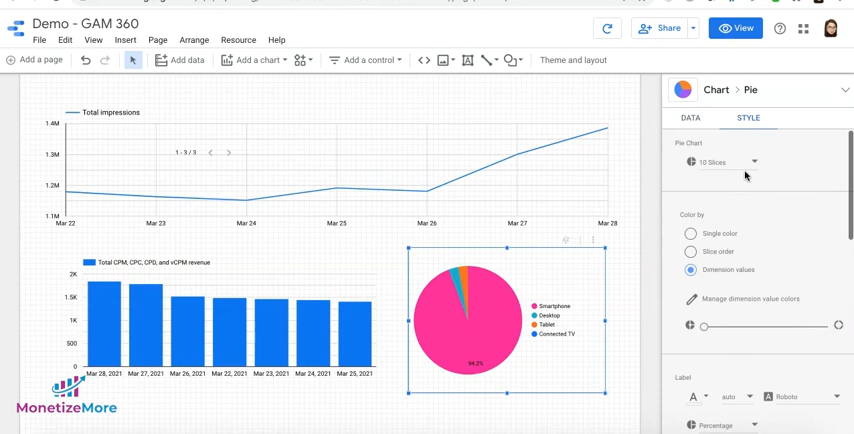 Demo - GAM 360
File Edit View Insert Page Arrange Resource Help
Share
View
Add a page
Add data
Add a chart
Add a control
Theme and layout
Total impressions
1.4M
1.3M
1.2M
1.1M
1 - 3 / 3
Mar 22 Mar 23 Mar 24 Mar 25 Mar 26 Mar 27 Mar 28
Total CPM, CPC, CPD, and vCPM revenue
2K
1.5K
1K
500
0
Mar 28, 2021 Mar 27, 2021 Mar 26, 2021 Mar 22, 2021 Mar 23, 2021 Mar 24, 2021 Mar 25, 2021
Smartphone
Desktop
Tablet
Connected TV
94.2%
MonetizeMore
Chart > Pie
DATA STYLE
Pie Chart
10 Slices
Color by
Single color
Slice order
Dimension values
Manage dimension value colors
Label
A auto A Roboto
Percentage